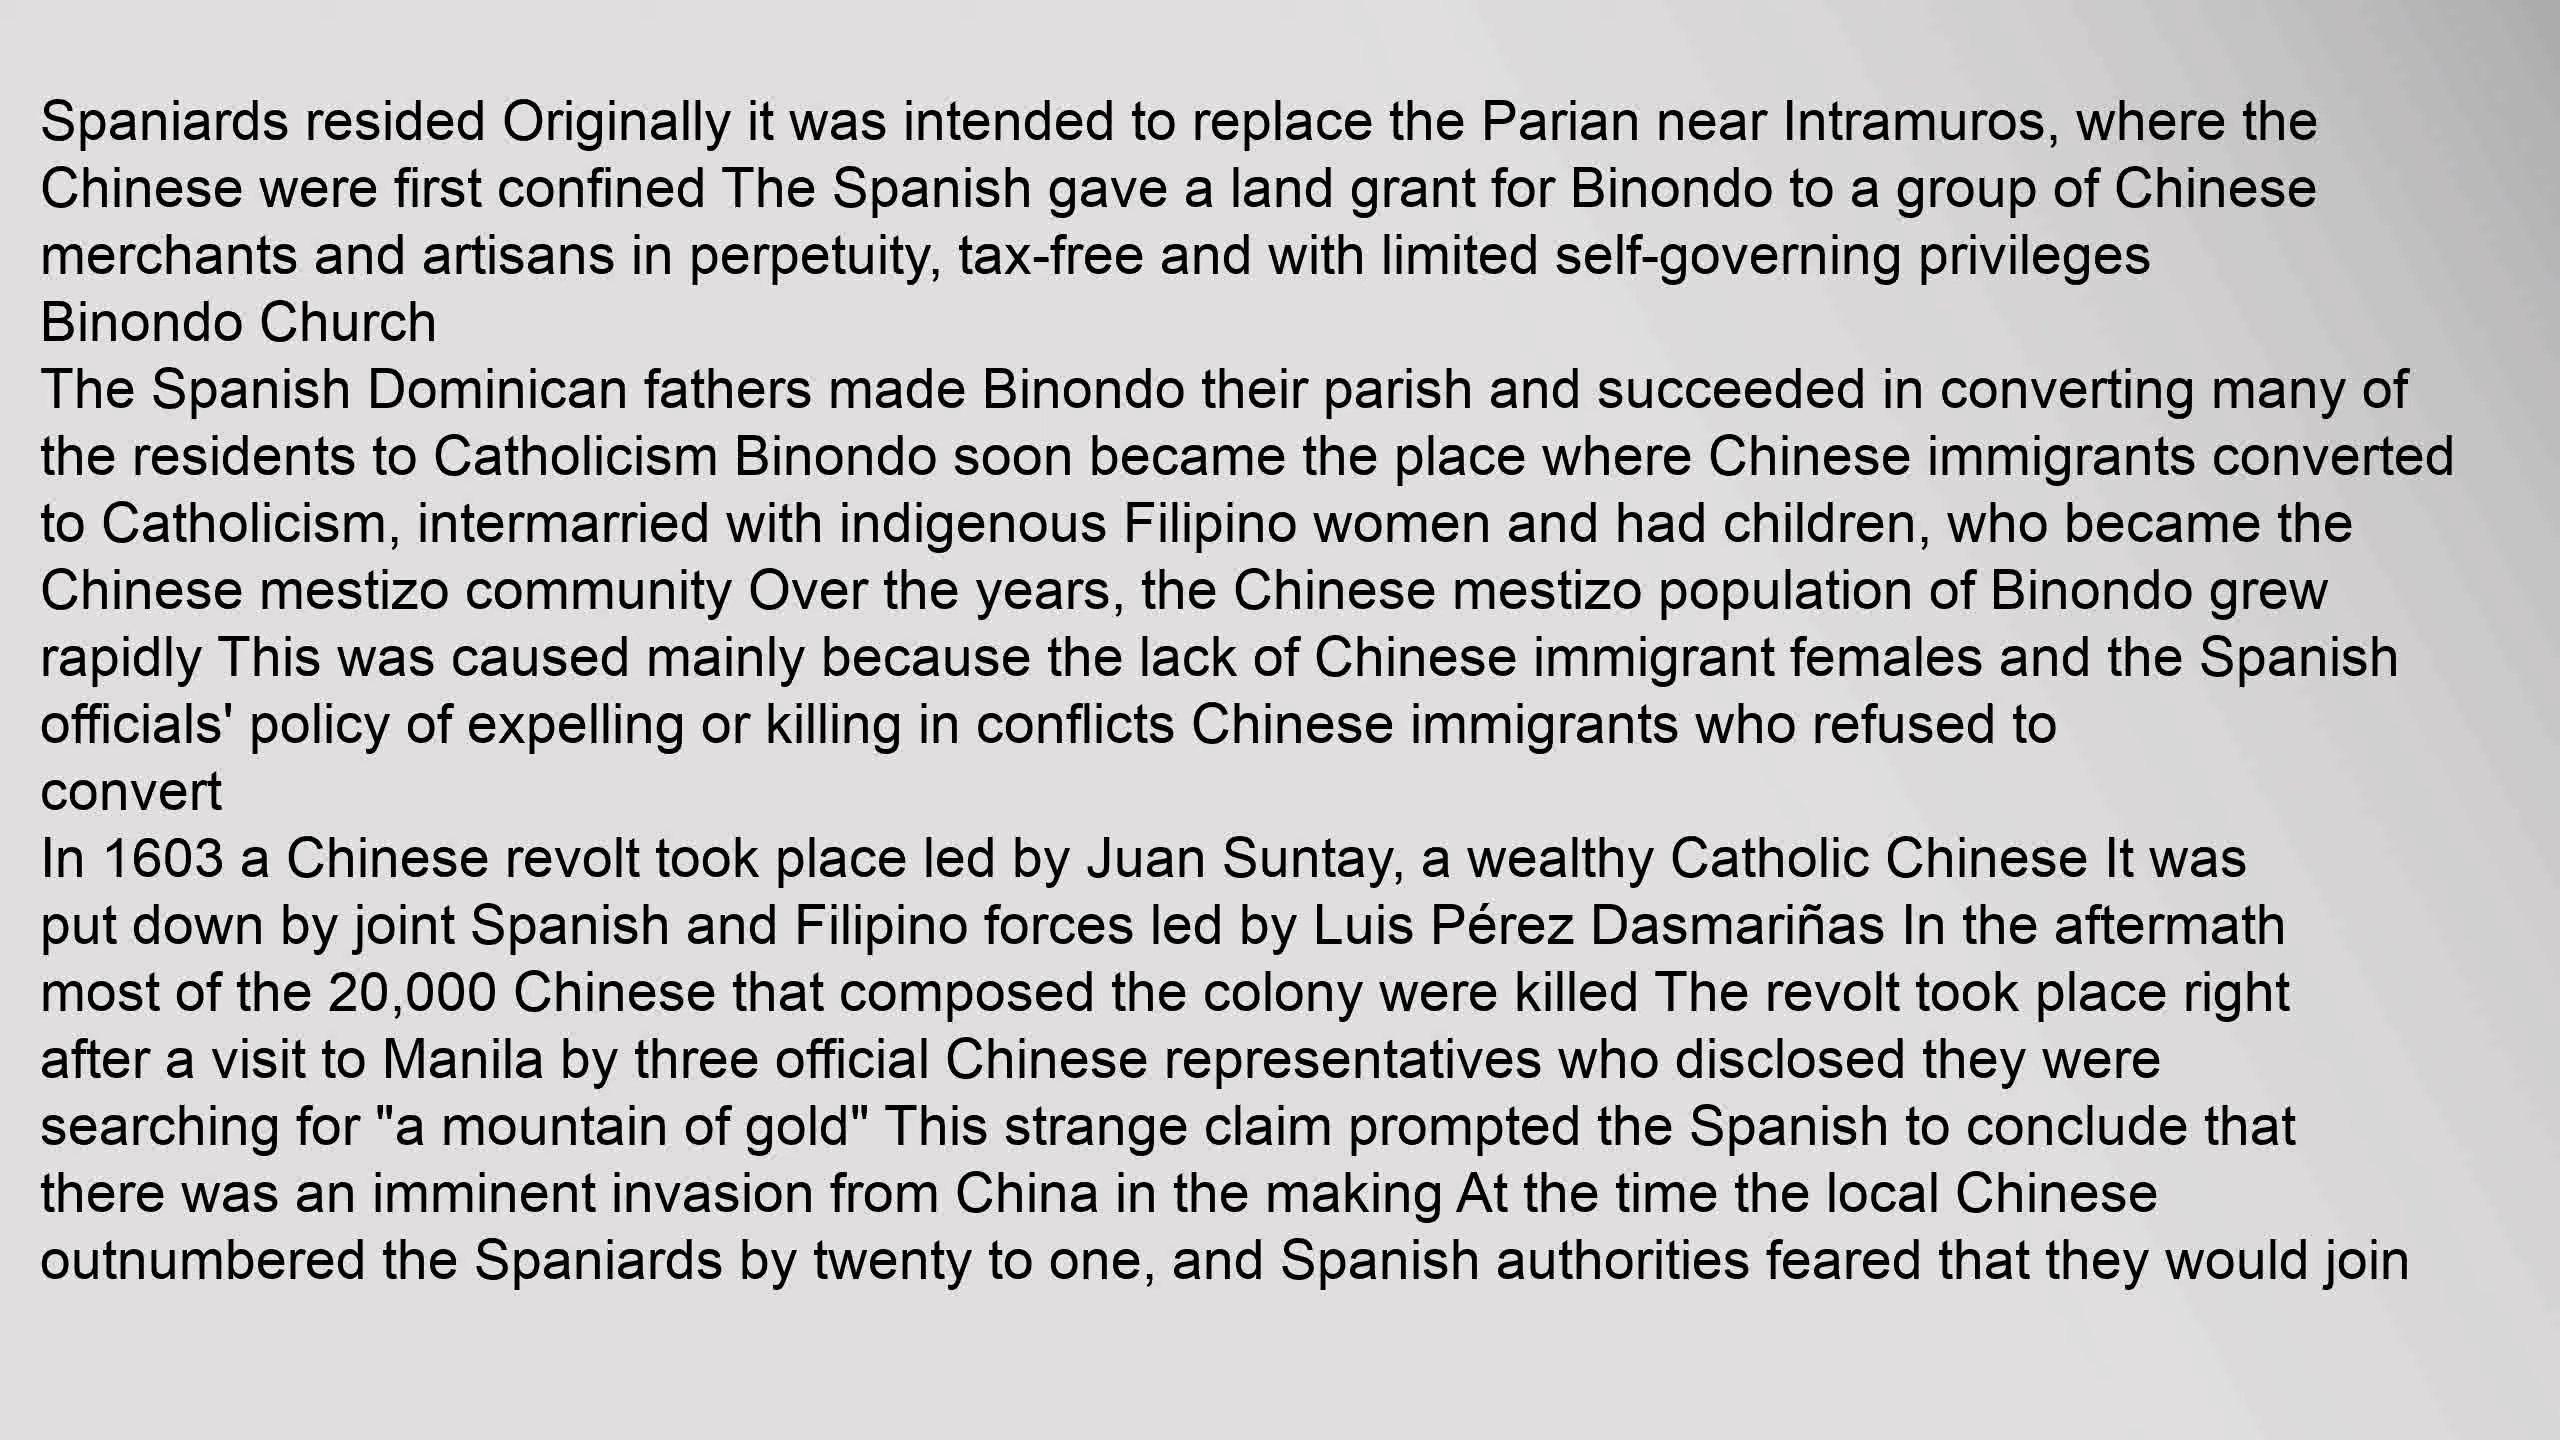 Spaniards resided Originally it was intended to replace the Parian near Intramuros, where the
Chinese were first confined The Spanish gave a land grant for Binondo to a group of Chinese
merchants and artisans in perpetuity, tax-free and with limited self-governing privileges
Binondo Church
The Spanish Dominican fathers made Binondo their parish and succeeded in converting many of
the residents to Catholicism Binondo soon became the place where Chinese immigrants converted
to Catholicism, intermarried with indigenous Filipino women and had children, who became the
Chinese mestizo community Over the years, the Chinese mestizo population of Binondo grew
rapidly This was caused mainly because the lack of Chinese immigrant females and the Spanish
officials' policy of expelling or killing in conflicts Chinese immigrants who refused to
convert
In 1603 a Chinese revolt took place led by Juan Suntay, a wealthy Catholic Chinese It was
put down by joint Spanish and Filipino forces led by Luis Pérez Dasmariñas In the aftermath
most of the 20,000 Chinese that composed the colony were killed The revolt took place right
after a visit to Manila by three official Chinese representatives who disclosed they were
searching for "a mountain of gold" This strange claim prompted the Spanish to conclude that
there was an imminent invasion from China in the making At the time the local Chinese
outnumbered the Spaniards by twenty to one, and Spanish authorities feared that they would join